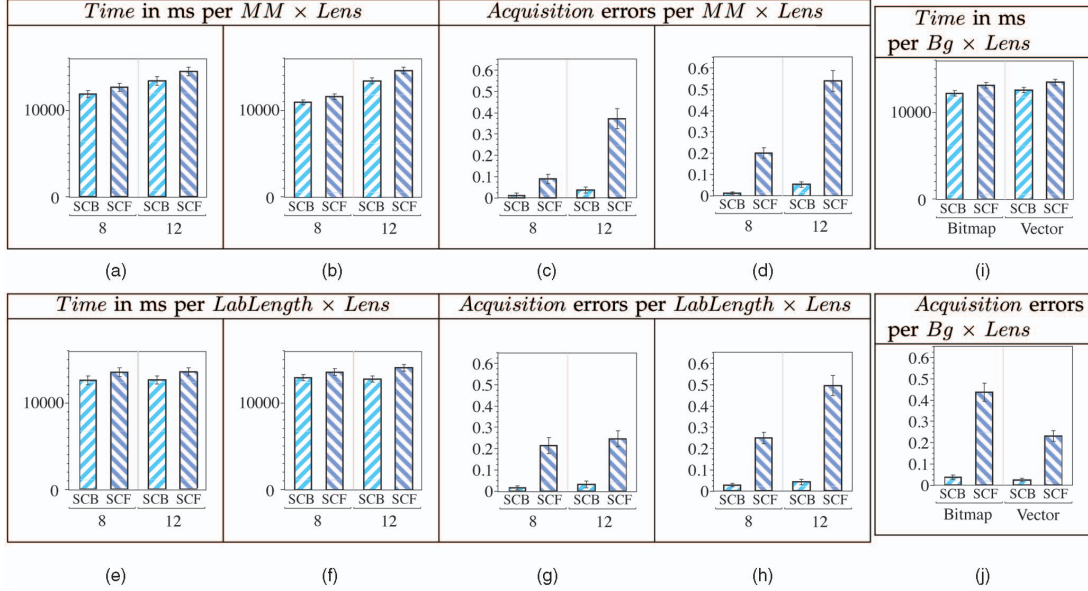 Time in ms per MM × Lens
Acquisition errors per MM × Lens
Time in ms
per Bg × Lens
10000
0
SCB SCF SCB SCF
8 12
(a)
10000
0
SCB SCF SCB SCF
8 12
(b)
0.6
0.5
0.4
0.3
0.2
0.1
0
SCB SCF SCB SCF
8 12
(c)
0.6
0.5
0.4
0.3
0.2
0.1
0
SCB SCF SCB SCF
8 12
(d)
10000
0
SCB SCF SCB SCF
Bitmap Vector
(i)
Time in ms per LabLength × Lens
Acquisition errors per LabLength × Lens
Acquisition errors
per Bg × Lens
10000
0
SCB SCF SCB SCF
8 12
(e)
10000
0
SCB SCF SCB SCF
8 12
(f)
0.6
0.5
0.4
0.3
0.2
0.1
0
SCB SCF SCB SCF
8 12
(g)
0.6
0.5
0.4
0.3
0.2
0.1
0
SCB SCF SCB SCF
8 12
(h)
0.6
0.5
0.4
0.3
0.2
0.1
0
SCB SCF SCB SCF
Bitmap Vector
(j)